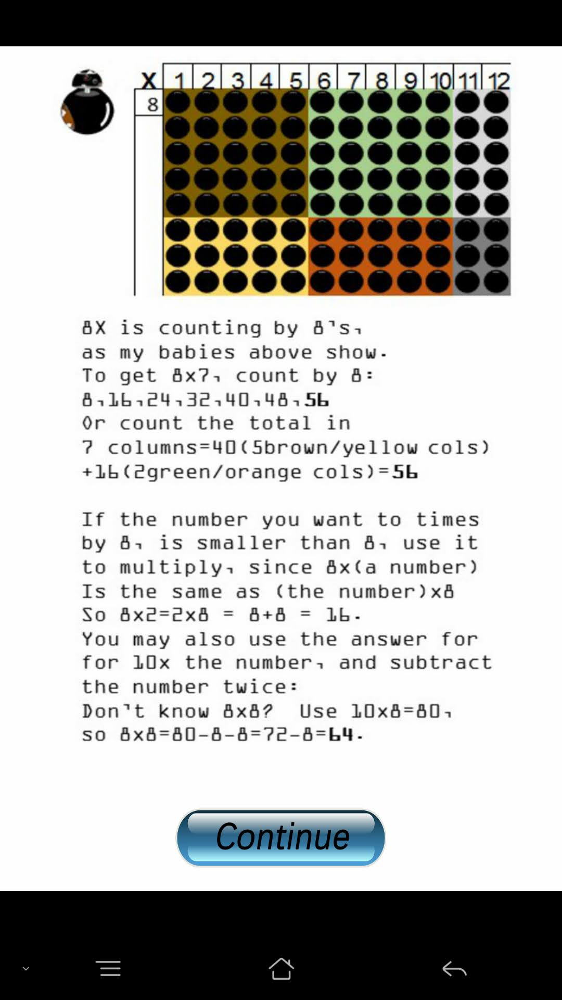 X 1 2 3 4 5 6 7 8 9 10 11 12
8
8X is counting by 8's,
as my babies above show.
To get 8x7, count by 8:
8,16,24,32,40,48,56
Or count the total in
7 columns=40(5brown/yellow cols)
+16(2green/orange cols)=56
If the number you want to times
by 8, is smaller than 8, use it
to multiply, since 8x(a number)
Is the same as (the number)x8
So 8x2=2x8 = 8+8 = 16.
You may also use the answer for
for 10x the number, and subtract
the number twice:
Don't know 8x8? Use 10x8=80,
so 8x8=80-8-8=72-8=64.
Continue